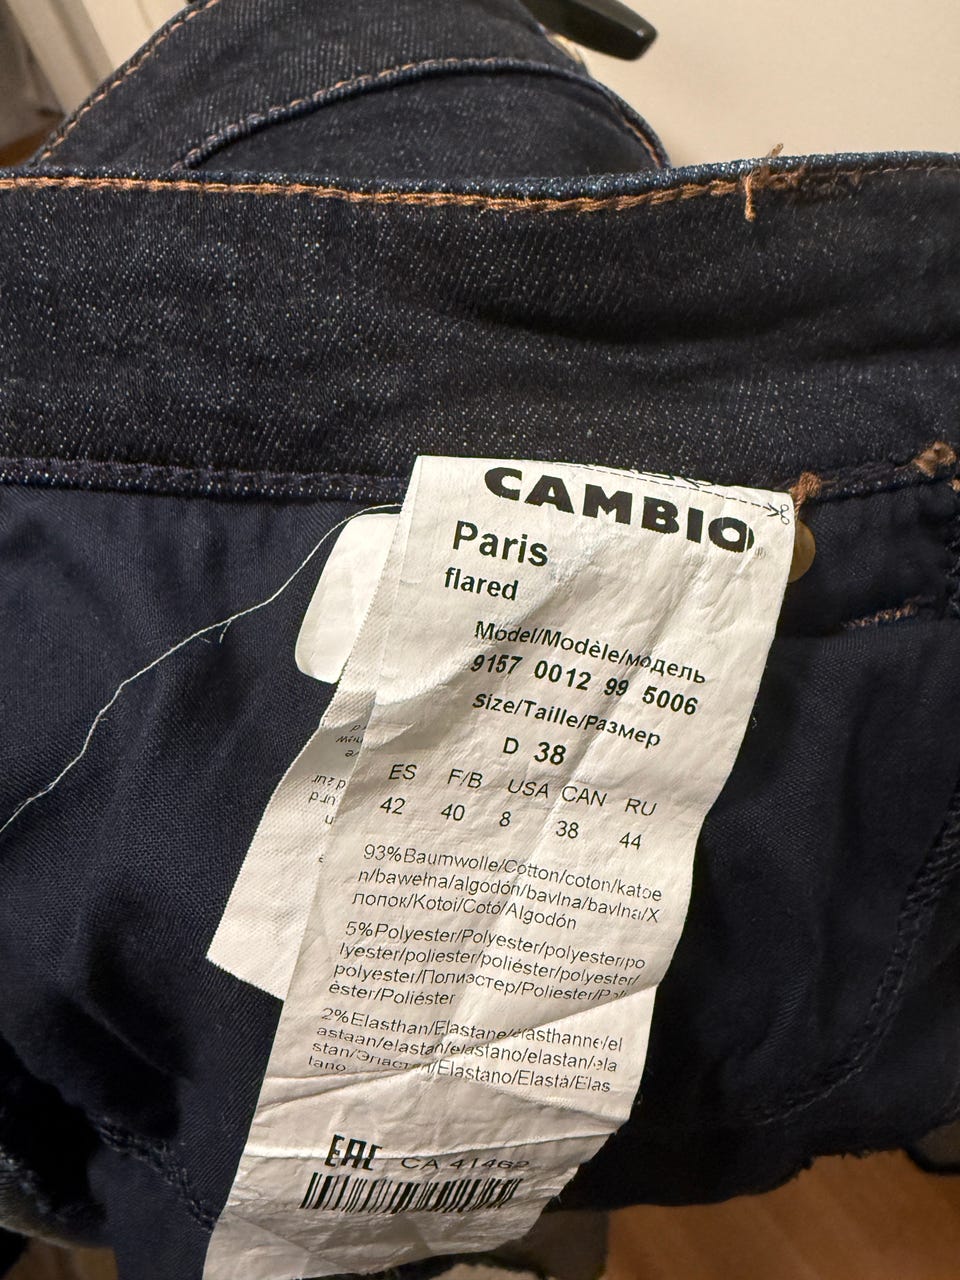 CAMBIO®
Paris
flared
Model/Modèle/модель
9157 0012 99 5006
Size/Taille/Размер
D 38
ES F/B USA CAN RU
42 40 8 38 44
93%Baumwolle/Cotton/coton/katoe
n/bawełna/algodón/bavlna/bavlna/Х
лопок/Kotoi/Cotó/Algodón
5%Polyester/Polyester/polyester/po
lyester/poliester/poliéster/polyester/
polyester/Полиэстер/Poliester/Poli
èster/Poliéster
2%Elasthan/Elastane/élasthanne/el
astaan/elastan/elastano/elastan/ela
stan/Эластан/Elastano/Elastà/Elas
tano
EAC CA 41462